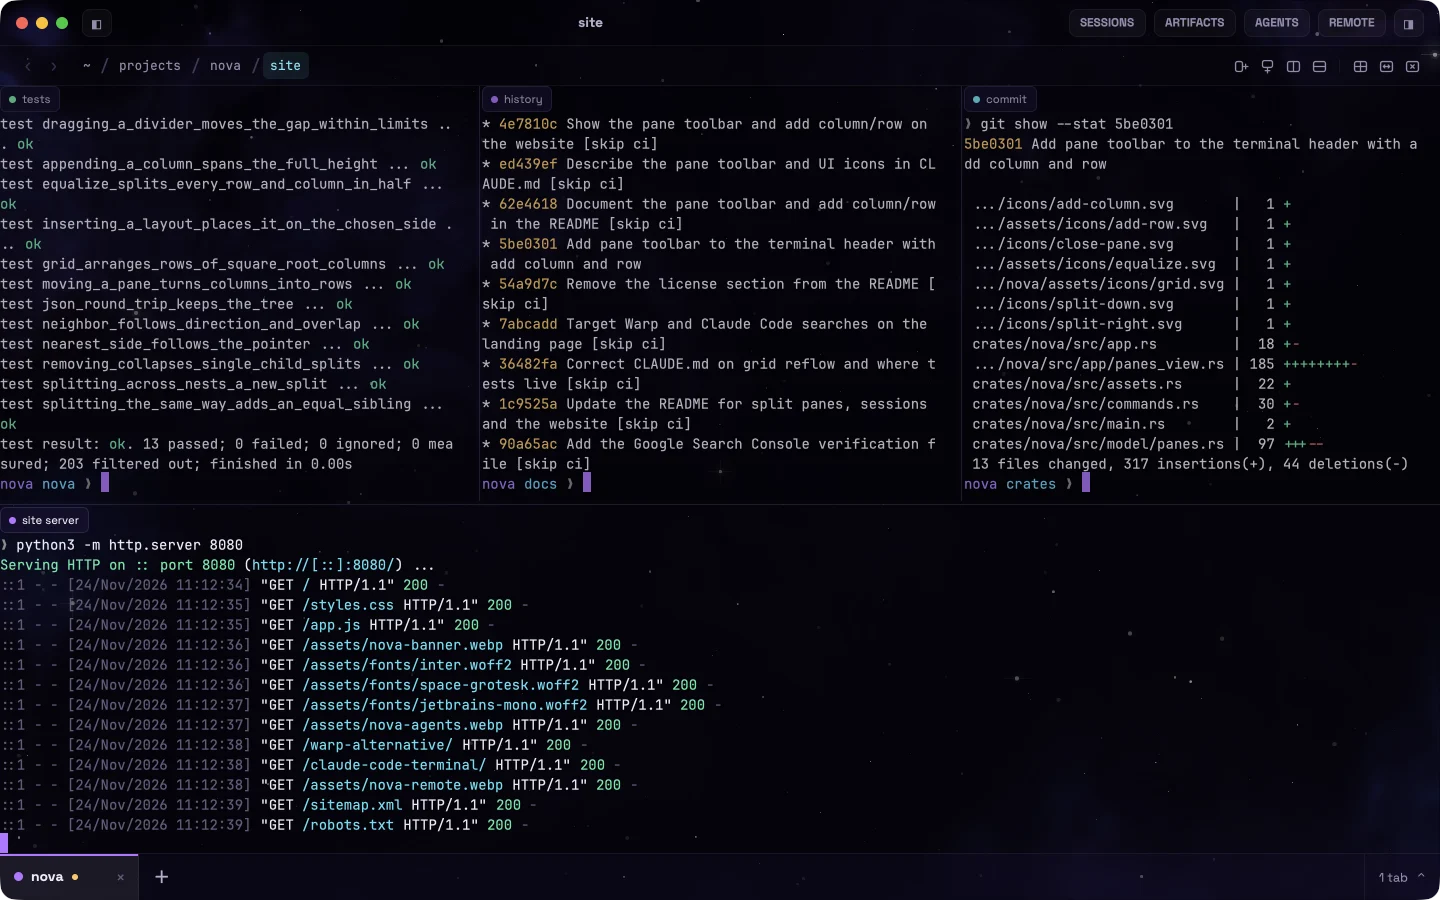 site
SESSIONS
ARTIFACTS
AGENTS
REMOTE
~ / projects / nova / site
tests
test dragging_a_divider_moves_the_gap_within_limits ..
. ok
test appending_a_column_spans_the_full_height ... ok
test equalize_splits_every_row_and_column_in_half ...
ok
test inserting_a_layout_places_it_on_the_chosen_side .
.. ok
test grid_arranges_rows_of_square_root_columns ... ok
test moving_a_pane_turns_columns_into_rows ... ok
test json_round_trip_keeps_the_tree ... ok
test neighbor_follows_direction_and_overlap ... ok
test nearest_side_follows_the_pointer ... ok
test removing_collapses_single_child_splits ... ok
test splitting_across_nests_a_new_split ... ok
test splitting_the_same_way_adds_an_equal_sibling ...
ok
test result: ok. 13 passed; 0 failed; 0 ignored; 0 mea
sured; 203 filtered out; finished in 0.00s
nova nova ❯
history
* 4e7810c Show the pane toolbar and add column/row on
the website [skip ci]
* ed439ef Describe the pane toolbar and UI icons in CL
AUDE.md [skip ci]
* 62e4618 Document the pane toolbar and add column/row
in the README [skip ci]
* 5be0301 Add pane toolbar to the terminal header with
add column and row
* 54a9d7c Remove the license section from the README [
skip ci]
* 7abcadd Target Warp and Claude Code searches on the
landing page [skip ci]
* 36482fa Correct CLAUDE.md on grid reflow and where t
ests live [skip ci]
* 1c9525a Update the README for split panes, sessions
and the website [skip ci]
* 90a65ac Add the Google Search Console verification f
ile [skip ci]
nova docs ❯
commit
❯ git show --stat 5be0301
5be0301 Add pane toolbar to the terminal header with a
dd column and row
.../icons/add-column.svg | 1 +
.../assets/icons/add-row.svg | 1 +
.../icons/close-pane.svg | 1 +
.../assets/icons/equalize.svg | 1 +
.../nova/assets/icons/grid.svg | 1 +
.../icons/split-down.svg | 1 +
.../icons/split-right.svg | 1 +
crates/nova/src/app.rs | 18 +-
.../nova/src/app/panes_view.rs | 185 ++++++++-
crates/nova/src/assets.rs | 22 +
crates/nova/src/commands.rs | 30 +-
crates/nova/src/main.rs | 2 +
crates/nova/src/model/panes.rs | 97 +++--
13 files changed, 317 insertions(+), 44 deletions(-)
nova crates ❯
site server
❯ python3 -m http.server 8080
Serving HTTP on :: port 8080 (http://[::]:8080/) ...
::1 - - [24/Nov/2026 11:12:34] "GET / HTTP/1.1" 200 -
::1 - - [24/Nov/2026 11:12:35] "GET /styles.css HTTP/1.1" 200 -
::1 - - [24/Nov/2026 11:12:35] "GET /app.js HTTP/1.1" 200 -
::1 - - [24/Nov/2026 11:12:36] "GET /assets/nova-banner.webp HTTP/1.1" 200 -
::1 - - [24/Nov/2026 11:12:36] "GET /assets/fonts/inter.woff2 HTTP/1.1" 200 -
::1 - - [24/Nov/2026 11:12:36] "GET /assets/fonts/space-grotesk.woff2 HTTP/1.1" 200 -
::1 - - [24/Nov/2026 11:12:37] "GET /assets/fonts/jetbrains-mono.woff2 HTTP/1.1" 200 -
::1 - - [24/Nov/2026 11:12:37] "GET /assets/nova-agents.webp HTTP/1.1" 200 -
::1 - - [24/Nov/2026 11:12:38] "GET /warp-alternative/ HTTP/1.1" 200 -
::1 - - [24/Nov/2026 11:12:38] "GET /claude-code-terminal/ HTTP/1.1" 200 -
::1 - - [24/Nov/2026 11:12:38] "GET /assets/nova-remote.webp HTTP/1.1" 200 -
::1 - - [24/Nov/2026 11:12:39] "GET /sitemap.xml HTTP/1.1" 200 -
::1 - - [24/Nov/2026 11:12:39] "GET /robots.txt HTTP/1.1" 200 -
nova
1 tab